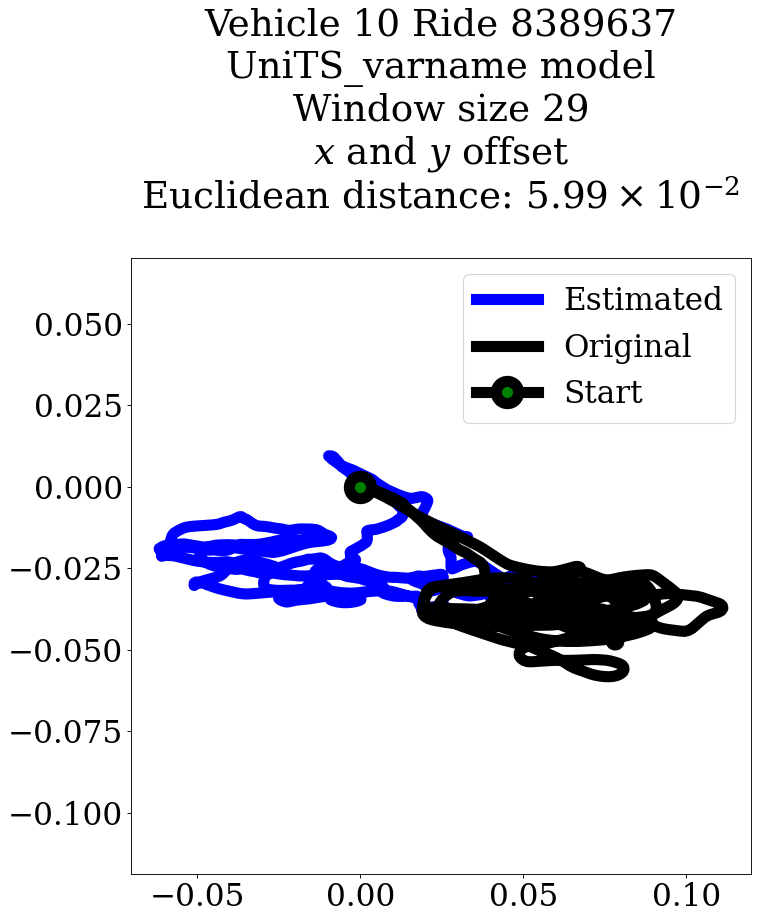 Vehicle 10 Ride 8389637
UniTS_varname model
Window size 29
x and y offset
Euclidean distance: 5.99 × 10⁻²
Estimated
Original
Start
0.050
0.025
0.000
−0.025
−0.050
−0.075
−0.100
−0.05 0.00 0.05 0.10